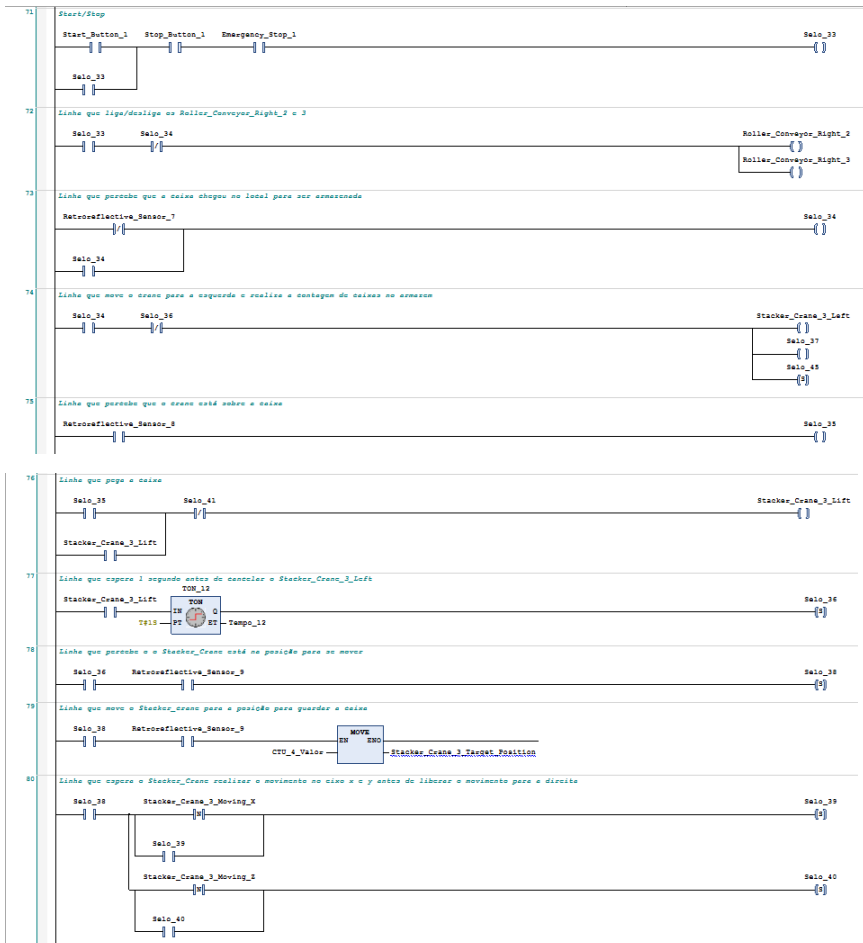 71
Start/Stop
Start_Button_1 Stop_Button_1 Emergency_Stop_1 Selo_33
Selo_33
72
Linha que liga/desliga os Roller_Conveyor_Right_2 e 3
Selo_33 Selo_34 Roller_Conveyor_Right_2
Roller_Conveyor_Right_3
73
Linha que percebe que a caixa chegou no local para ser armazenada
Retroreflective_Sensor_7 Selo_34
Selo_34
74
Linha que move o crane para a esquerda e realiza a contagem de caixas no armazem
Selo_34 Selo_36 Stacker_Crane_3_Left
Selo_37
Selo_45
S
75
Linha que percebe que o crane está sobre a caixa
Retroreflective_Sensor_8 Selo_35
76
Linha que pega a caixa
Selo_35 Selo_41 Stacker_Crane_3_Lift
Stacker_Crane_3_Lift
77
Linha que espera 1 segundo antes de cancelar o Stacker_Crane_3_Left
TON_12
Stacker_Crane_3_Lift TON Selo_36
IN Q S
T#1S PT ET Tempo_12
78
Linha que percebe o o Stacker_Crane está na posição para se mover
Selo_36 Retroreflective_Sensor_9 Selo_38
S
79
Linha que move o Stacker_crane para a posição para guardar a caixa
Selo_38 Retroreflective_Sensor_9 MOVE
EN ENO
CTU_4_Valor Stacker_Crane_3_Target_Position
80
Linha que espera o Stacker_Crane realizar o movimento no eixo x e y antes de liberar o movimento para a direita
Selo_38 Stacker_Crane_3_Moving_X Selo_39
N S
Selo_39
Stacker_Crane_3_Moving_Z Selo_40
N S
Selo_40